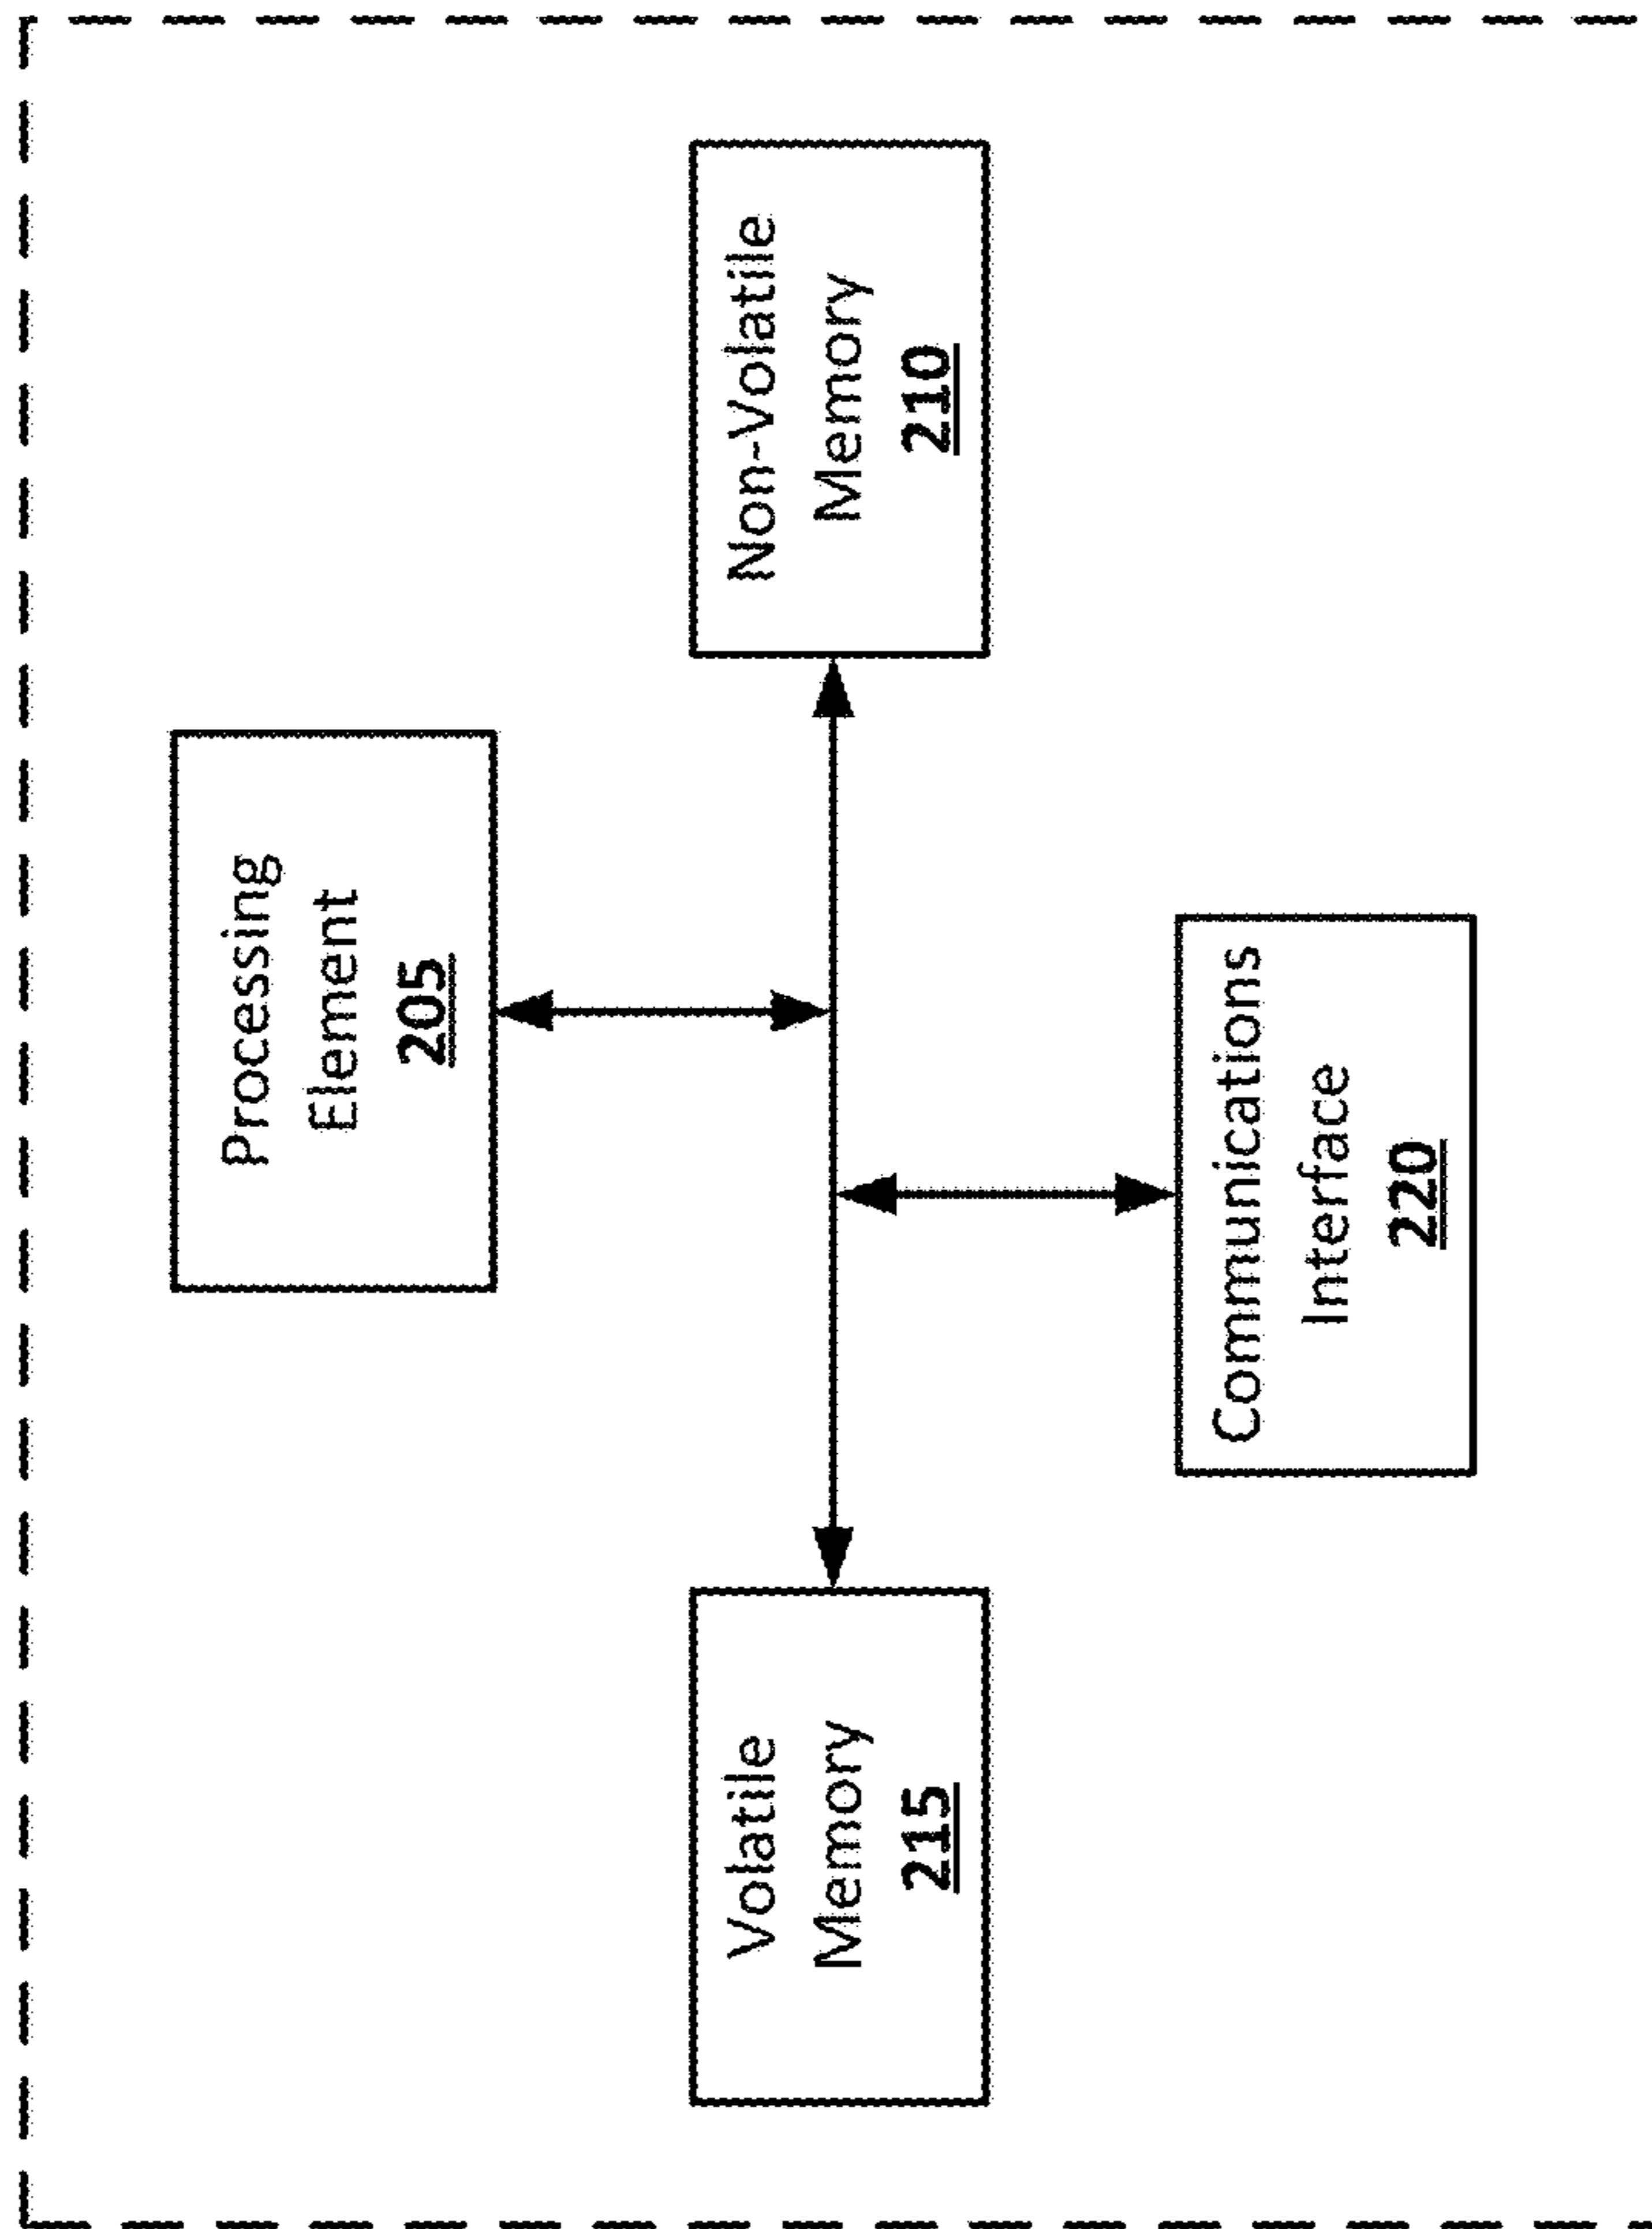 Processing
Element
205
Volatile
Memory
215
Non-Volatile
Memory
210
Communications
Interface
220